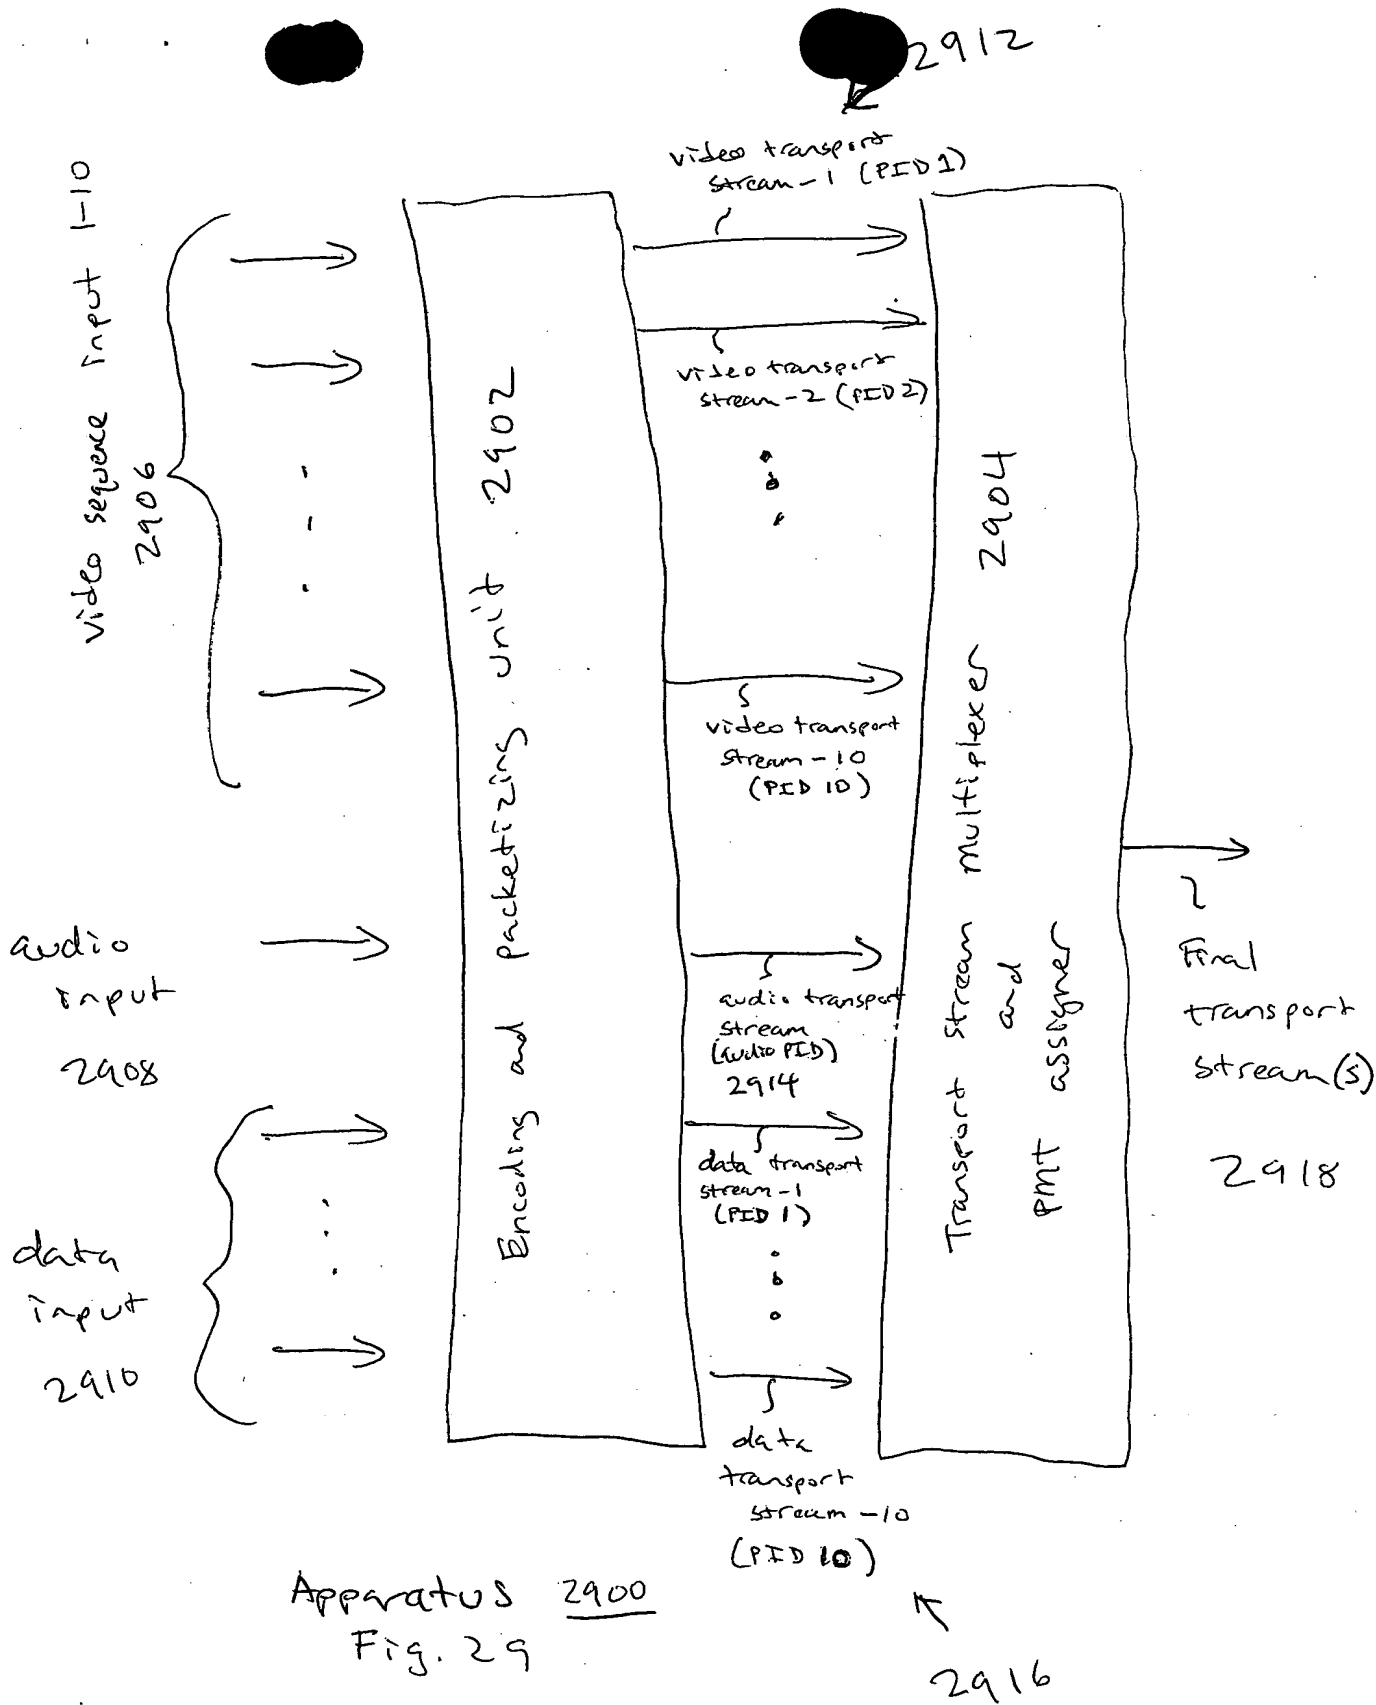 2912
video transport
stream-1 (PID 1)
video sequence input 1-10
2906
video transport
stream-2 (PID 2)
Encoding and packetizing unit 2902
Transport stream multiplexer 2904
and
PMT assigner
video transport
stream-10
(PID 10)
audio
input
2908
audio transport
stream
(audio PID)
2914
Final
transport
stream(s)
2918
data transport
stream-1
(PID 1)
data
input
2910
data
transport
stream-10
(PID 10)
Apparatus 2900
Fig. 29
2916